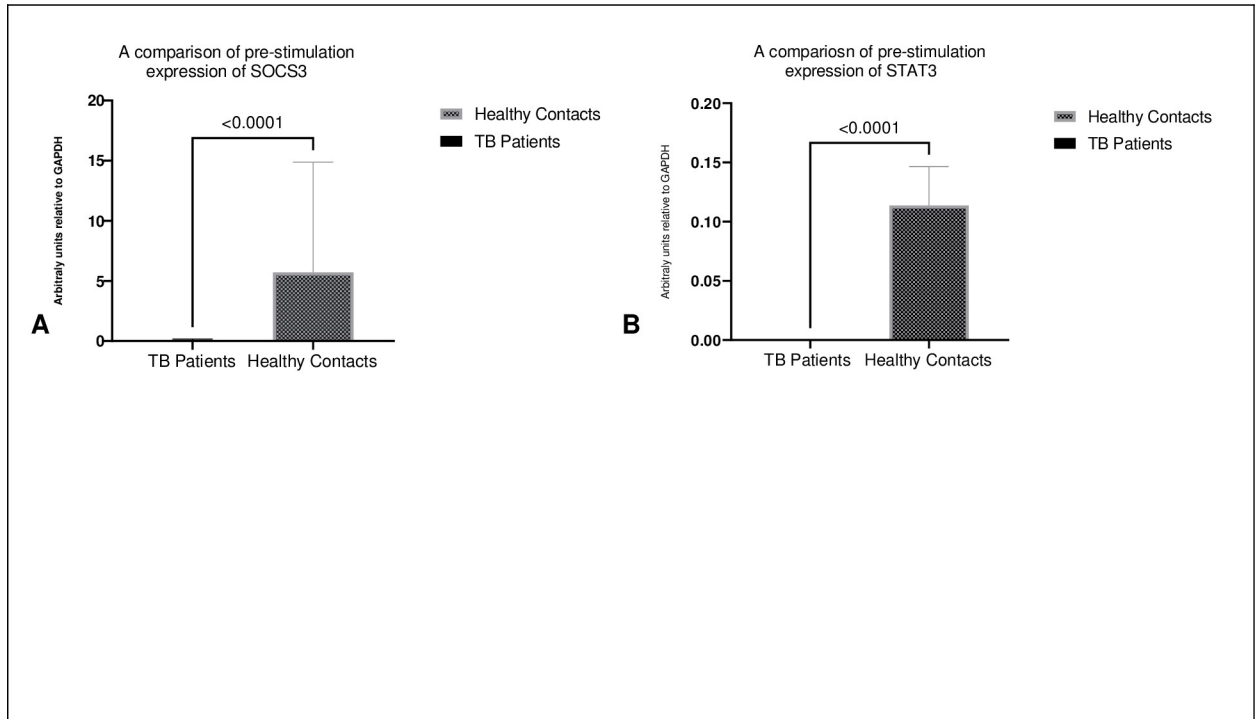 A comparison of pre-stimulation
expression of SOCS3
20
15
10
5
0
Arbitraly units relative to GAPDH
<0.0001
Healthy Contacts
TB Patients
TB Patients
Healthy Contacts
A
A compariosn of pre-stimulation
expression of STAT3
0.20
0.15
0.10
0.05
0.00
Arbitraly units relative to GAPDH
<0.0001
Healthy Contacts
TB Patients
TB Patients
Healthy Contacts
B